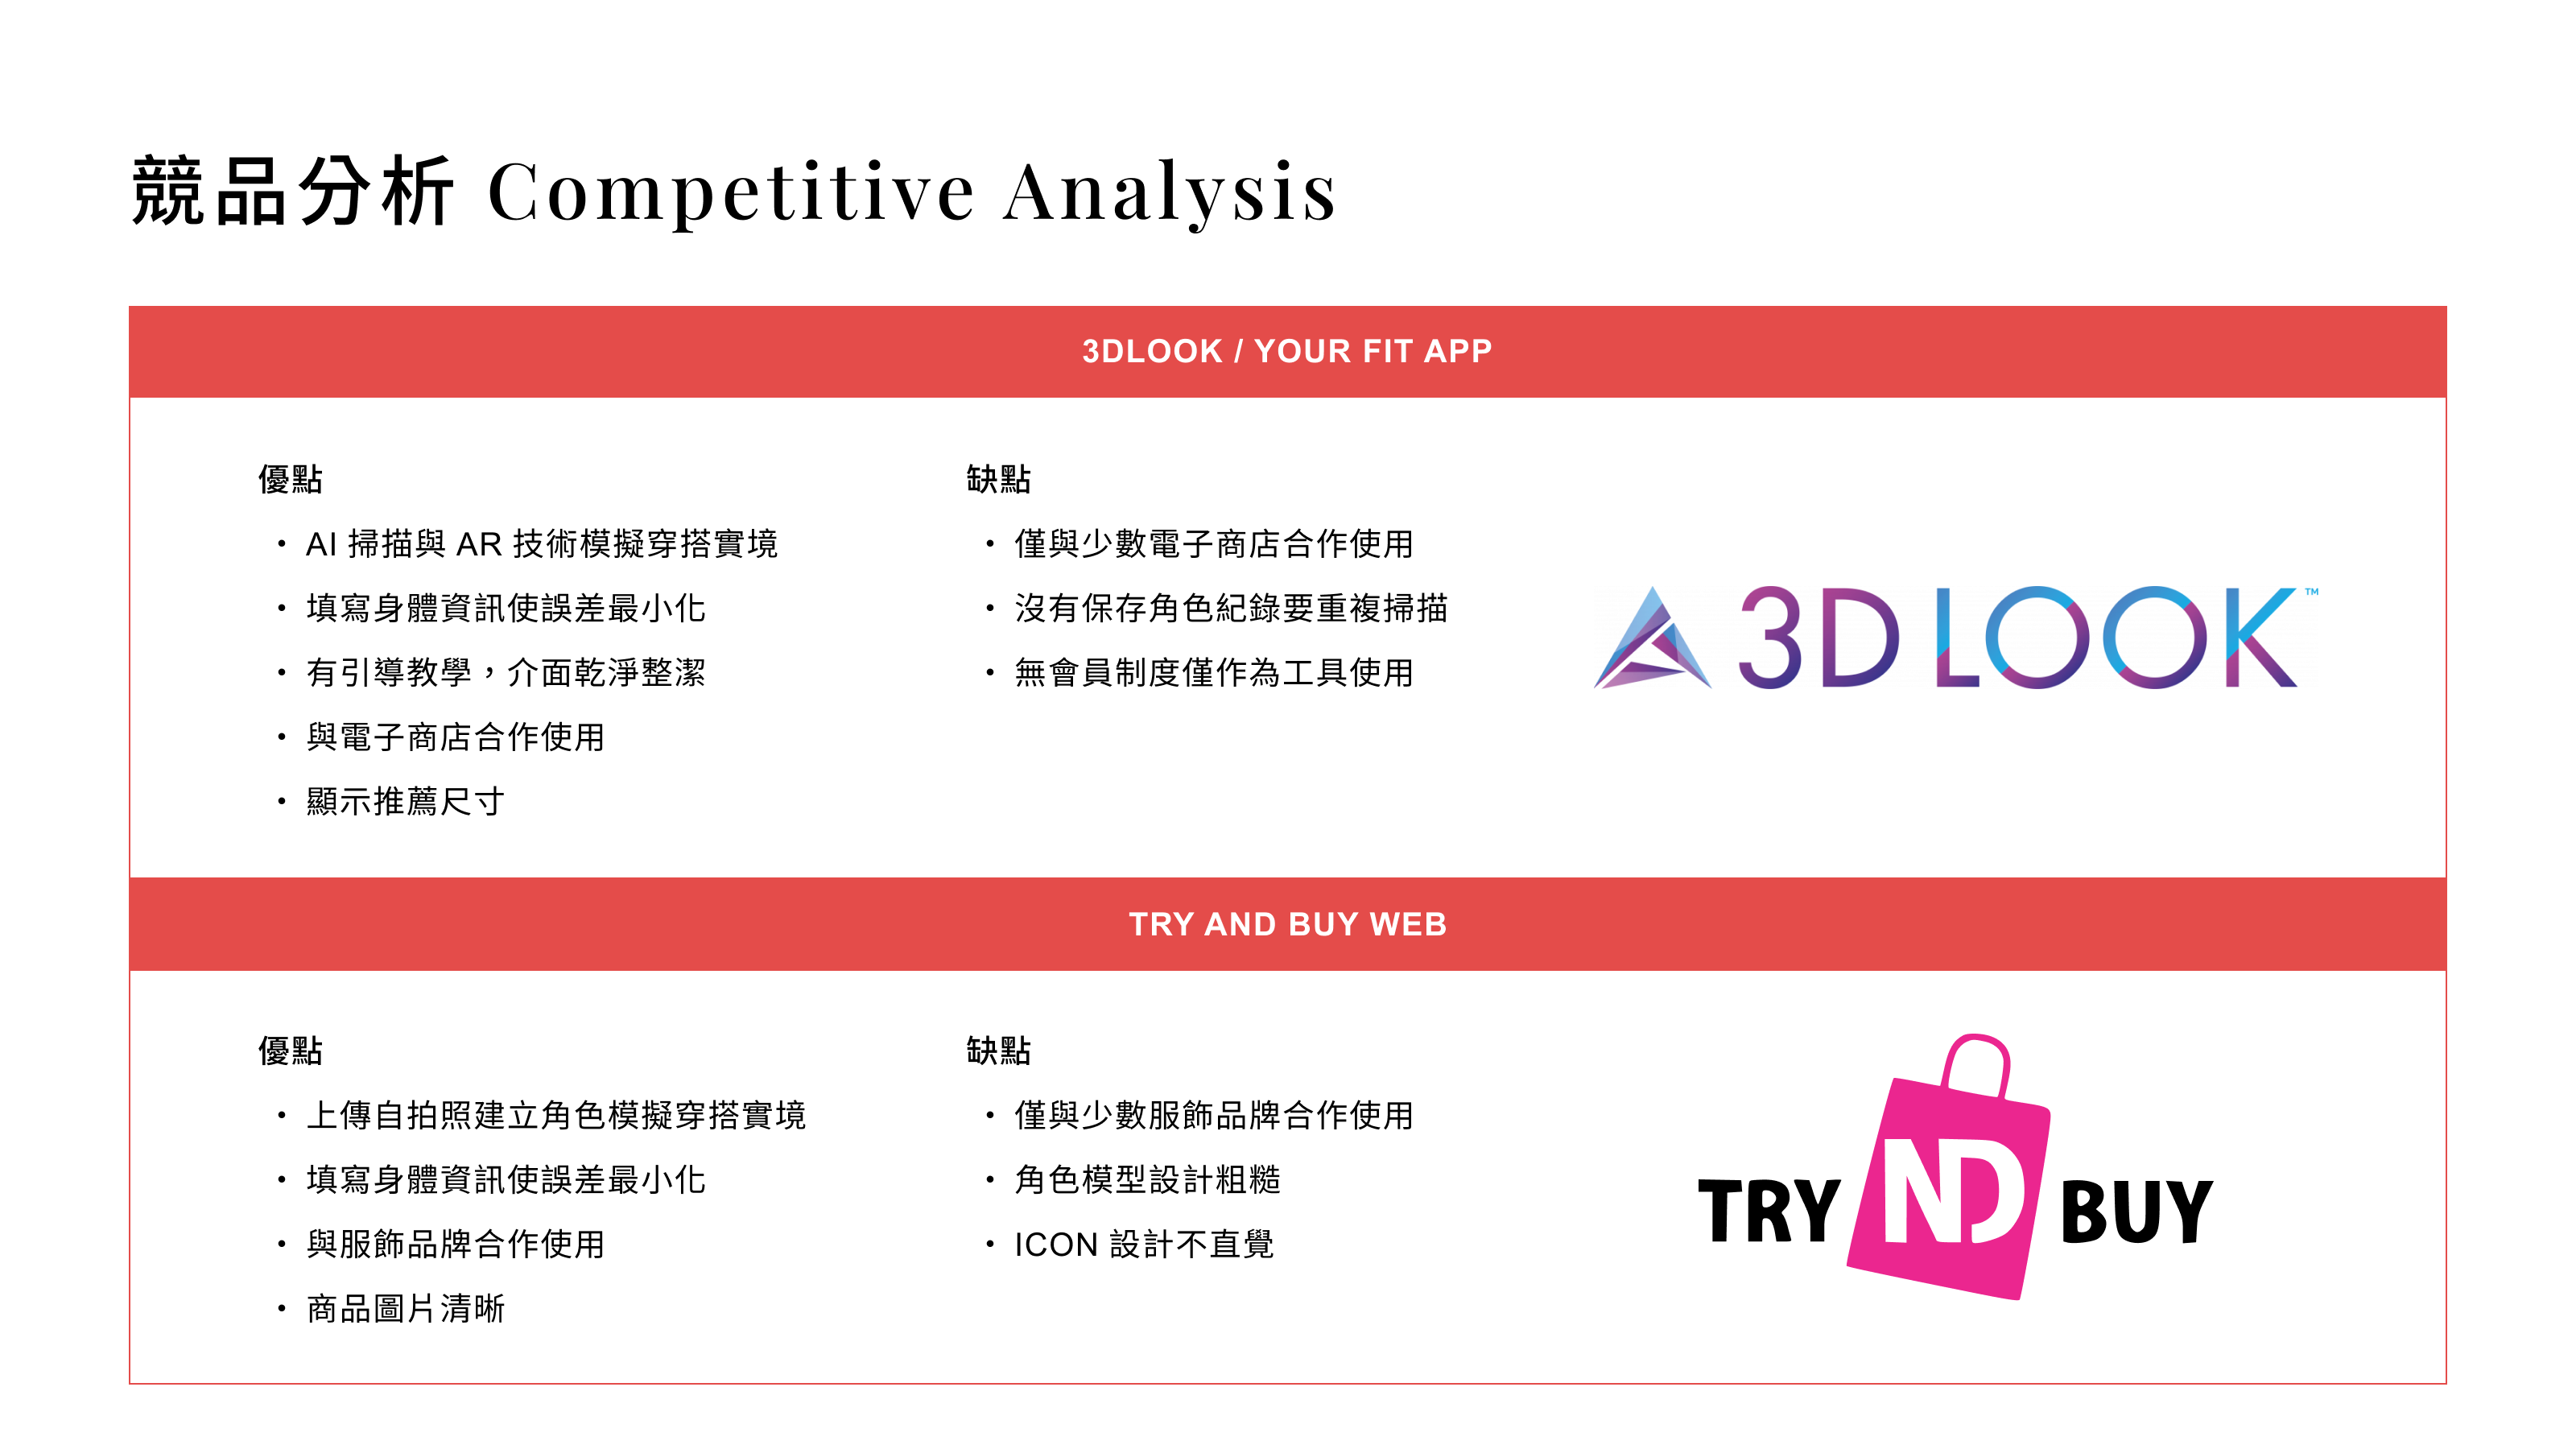 競品分析 Competitive Analysis
3DLOOK / YOUR FIT APP
優點
• AI 掃描與 AR 技術模擬穿搭實境
• 填寫身體資訊使誤差最小化
• 有引導教學，介面乾淨整潔
• 與電子商店合作使用
• 顯示推薦尺寸
缺點
• 僅與少數電子商店合作使用
• 沒有保存角色紀錄要重複掃描
• 無會員制度僅作為工具使用
3DLOOK™
TRY AND BUY WEB
優點
• 上傳自拍照建立角色模擬穿搭實境
• 填寫身體資訊使誤差最小化
• 與服飾品牌合作使用
• 商品圖片清晰
缺點
• 僅與少數服飾品牌合作使用
• 角色模型設計粗糙
• ICON 設計不直覺
TRY ND BUY